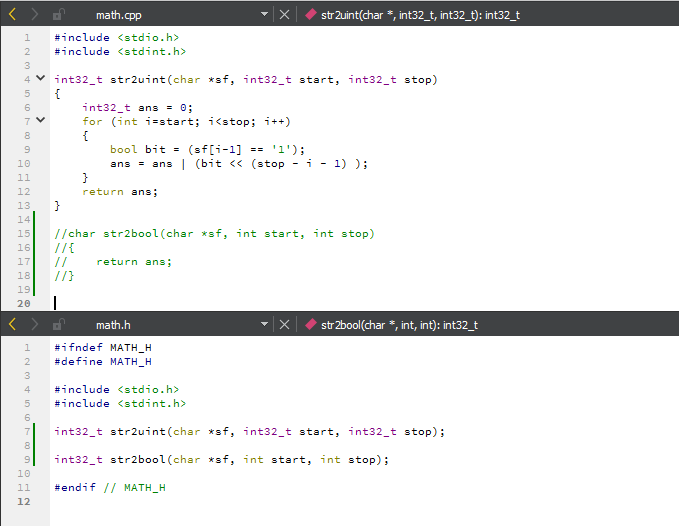 math.cpp str2uint(char *, int32_t, int32_t): int32_t
1 #include <stdio.h>
2 #include <stdint.h>
3
4 int32_t str2uint(char *sf, int32_t start, int32_t stop)
5 {
6     int32_t ans = 0;
7     for (int i=start; i<stop; i++)
8     {
9         bool bit = (sf[i-1] == '1');
10         ans = ans | (bit << (stop - i - 1) );
11     }
12     return ans;
13 }
14
15 //char str2bool(char *sf, int start, int stop)
16 //{
17 //    return ans;
18 //}
19
20
math.h str2bool(char *, int, int): int32_t
1 #ifndef MATH_H
2 #define MATH_H
3
4 #include <stdio.h>
5 #include <stdint.h>
6
7 int32_t str2uint(char *sf, int32_t start, int32_t stop);
8
9 int32_t str2bool(char *sf, int start, int stop);
10
11 #endif // MATH_H
12